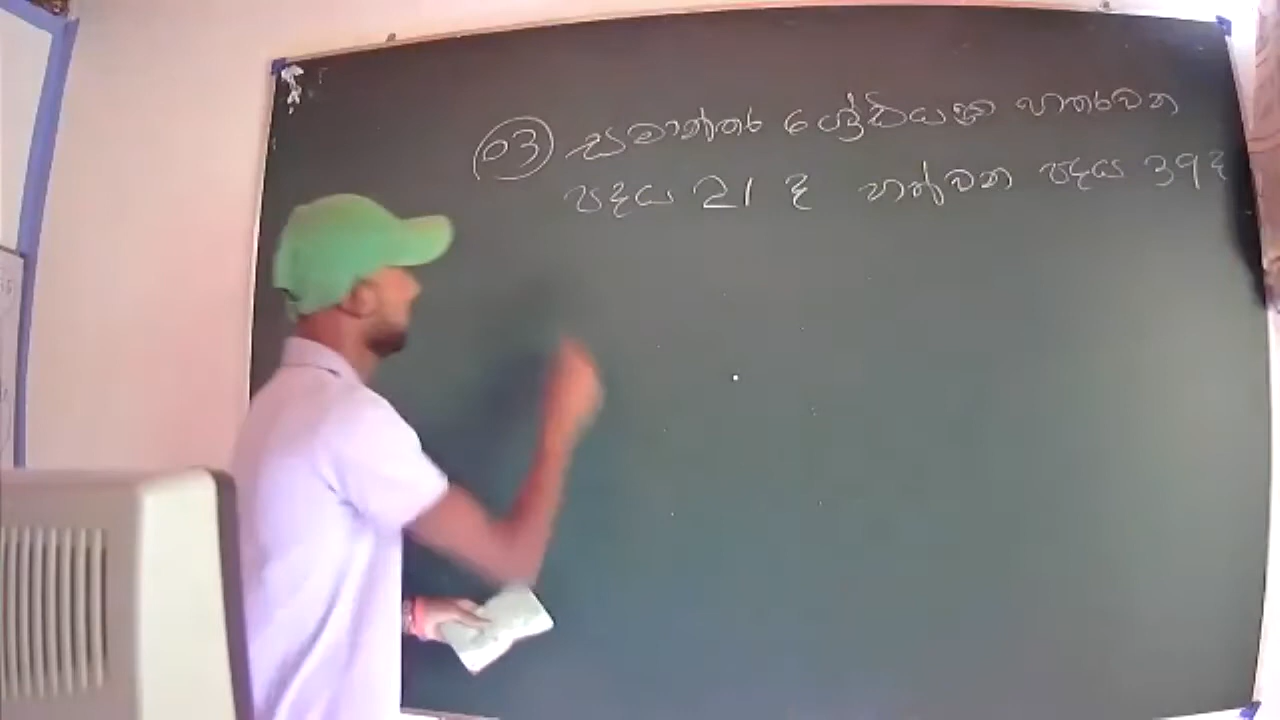 03 සමාන්තර ශ්‍රේඪියක හතරවන
පදය 21 ද හත්වන පදය 39 ද